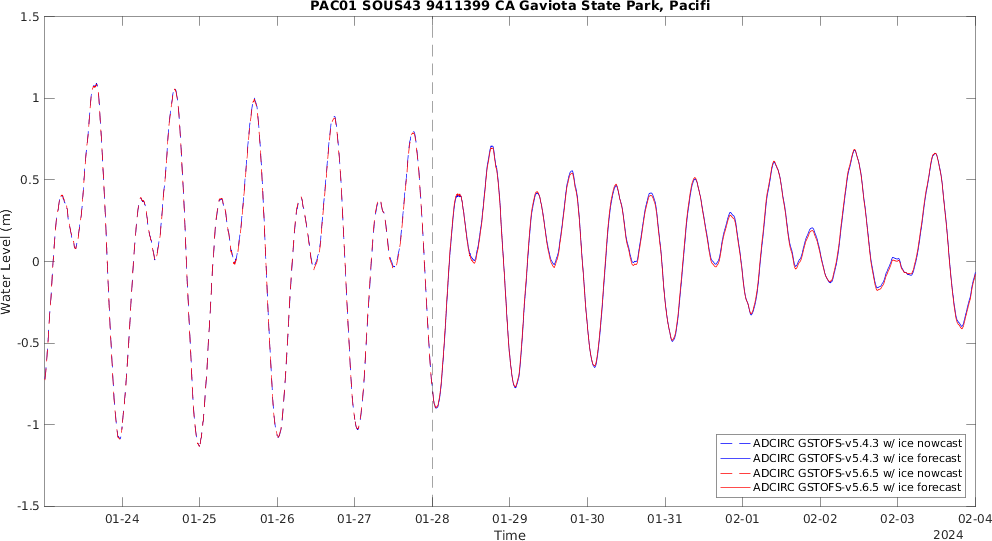 PAC01 SOUS43 9411399 CA Gaviota State Park, Pacifi
Water Level (m)
1.5
1
0.5
0
-0.5
-1
-1.5
01-24 01-25 01-26 01-27 01-28 01-29 01-30 01-31 02-01 02-02 02-03 02-04
Time
2024
ADCIRC GSTOFS-v5.4.3 w/ ice nowcast
ADCIRC GSTOFS-v5.4.3 w/ ice forecast
ADCIRC GSTOFS-v5.6.5 w/ ice nowcast
ADCIRC GSTOFS-v5.6.5 w/ ice forecast